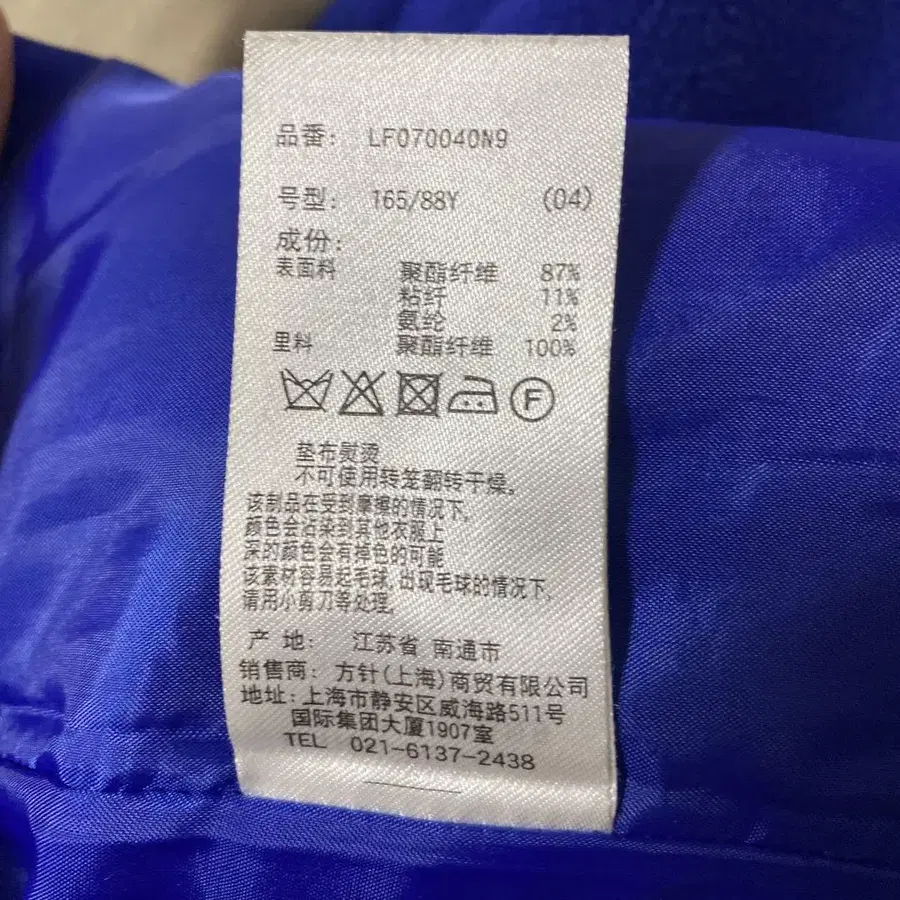 品番： LF070040N9
号型： 165/88Y (04)
成份：
表面料 聚酯纤维 87%
粘纤 11%
氨纶 2%
里料 聚酯纤维 100%
F
垫布熨烫
不可使用转笼翻转干燥。
该制品在受到摩擦的情况下，
颜色会沾染到其他衣服上
深的颜色会有掉色的可能
该素材容易起毛球，出现毛球的情况下，
请用小剪刀等处理。
产 地： 江苏省 南通市
销售商： 方针(上海)商贸有限公司
地址：上海市静安区威海路511号
国际集团大厦1907室
TEL 021-6137-2438